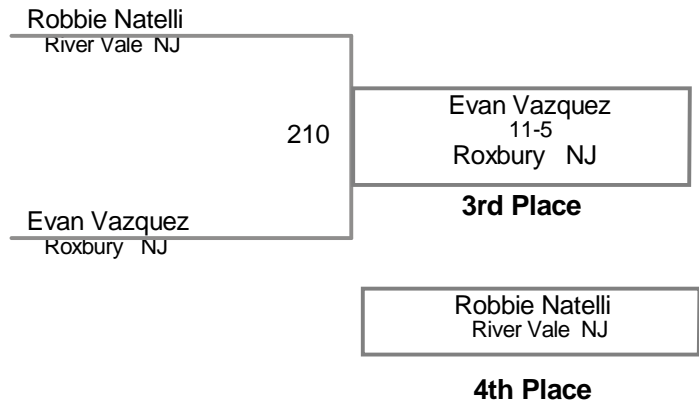 Robbie Natelli
River Vale NJ
210
Evan Vazquez
11-5
Roxbury NJ
3rd Place
Evan Vazquez
Roxbury NJ
Robbie Natelli
River Vale NJ
4th Place